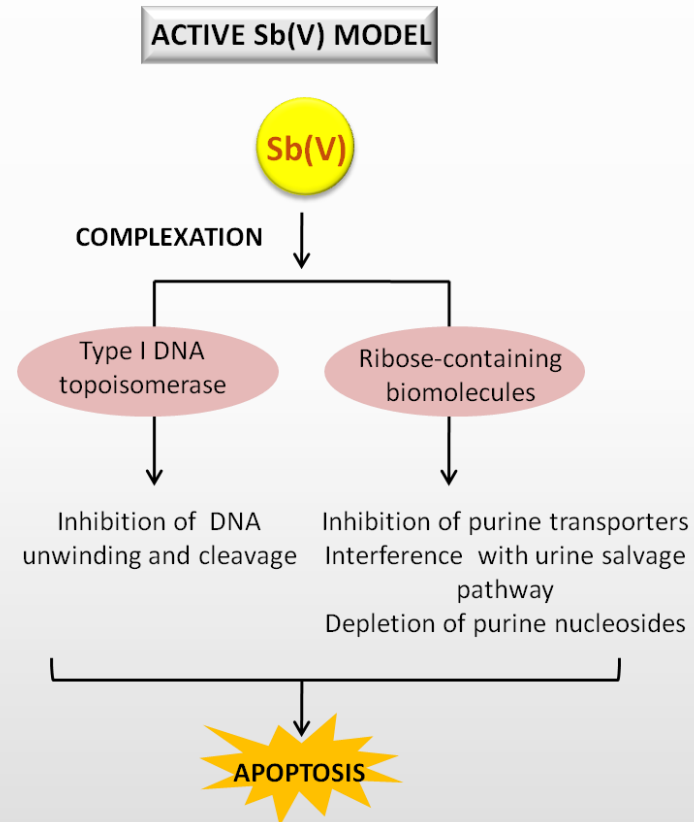 ACTIVE Sb(V) MODEL
Sb(V)
COMPLEXATION
Type I DNA
topoisomerase
Ribose-containing
biomolecules
Inhibition of DNA
unwinding and cleavage
Inhibition of purine transporters
Interference with urine salvage
pathway
Depletion of purine nucleosides
APOPTOSIS